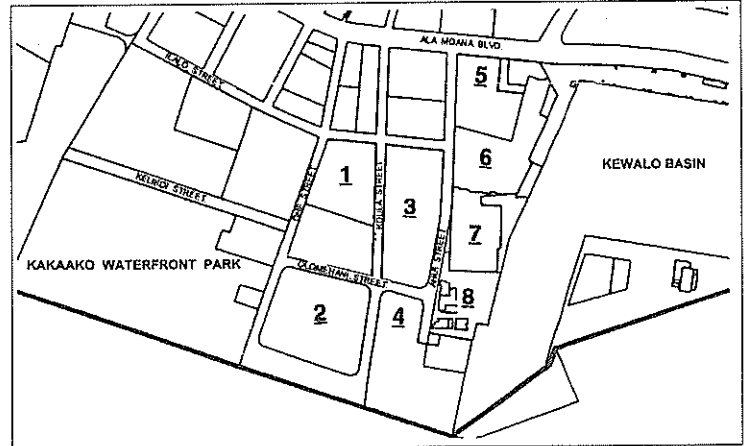 ALA MOANA BLVD.
ILALO STREET
5
6
KEWALO BASIN
1
KOULA STREET
3
KELIKOI STREET
OHE STREET
7
AHUI STREET
KAKAAKO WATERFRONT PARK
OLOMEHANI STREET
8
2
4